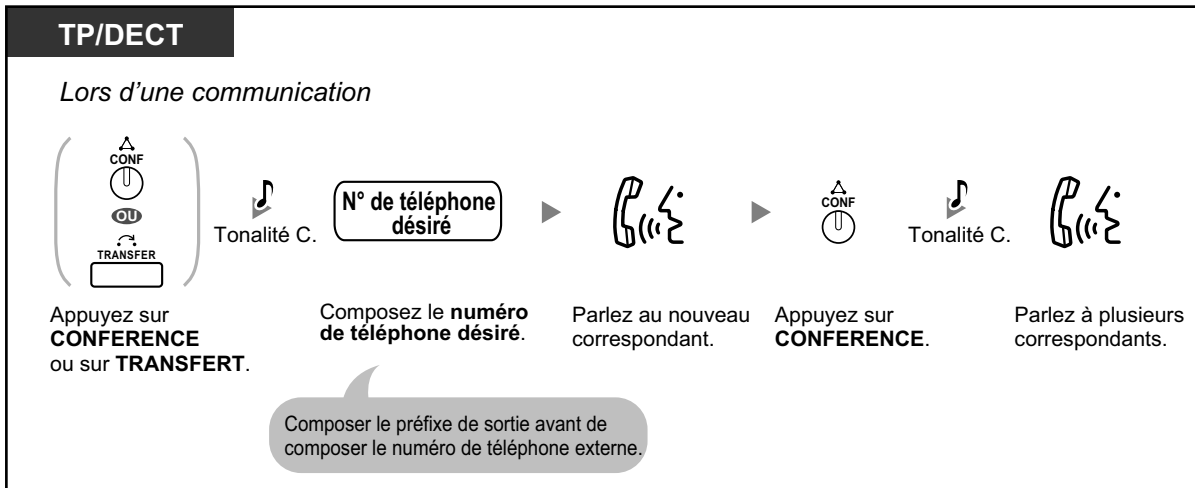 TP/DECT
Lors d'une communication
CONF
OU
TRANSFER
Tonalité C.
N° de téléphone
désiré
CONF
Tonalité C.
Appuyez sur
CONFERENCE
ou sur TRANSFERT.
Composez le numéro
de téléphone désiré.
Parlez au nouveau
correspondant.
Appuyez sur
CONFERENCE.
Parlez à plusieurs
correspondants.
Composer le préfixe de sortie avant de
composer le numéro de téléphone externe.